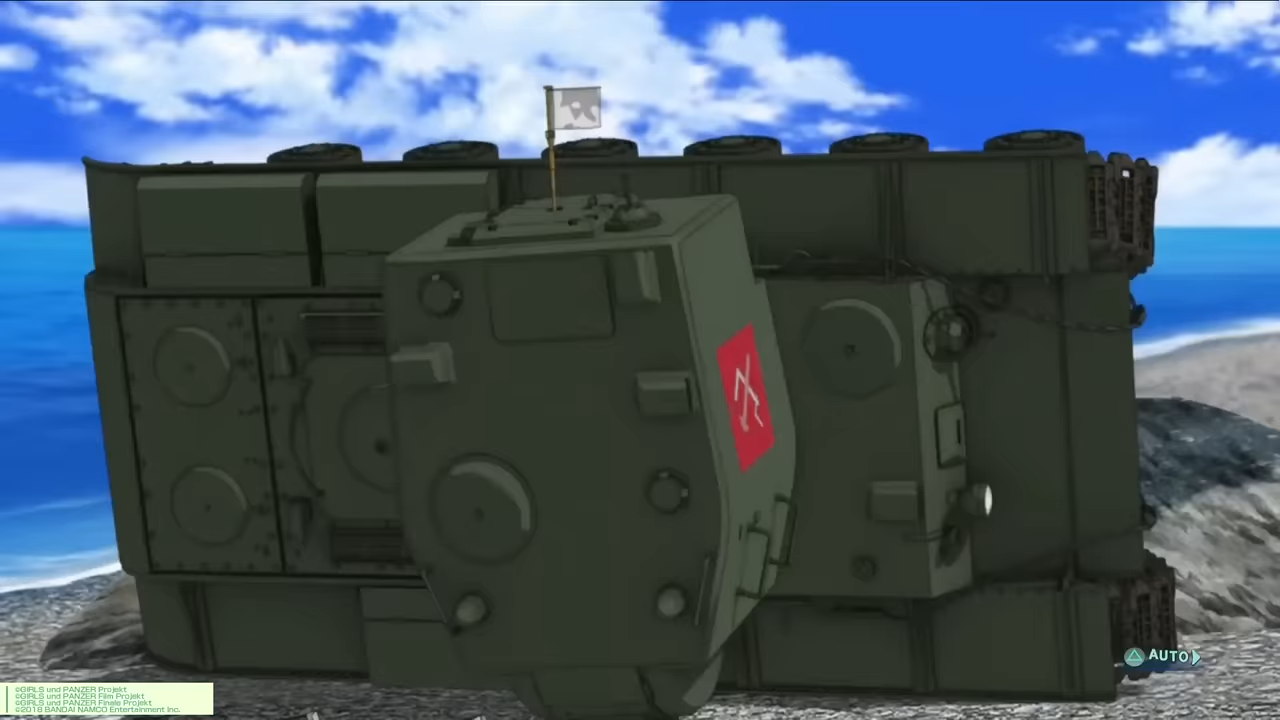 AUTO
©GIRLS und PANZER Projekt
©GIRLS und PANZER Film Projekt
©GIRLS und PANZER Finale Projekt
©2018 BANDAI NAMCO Entertainment Inc.